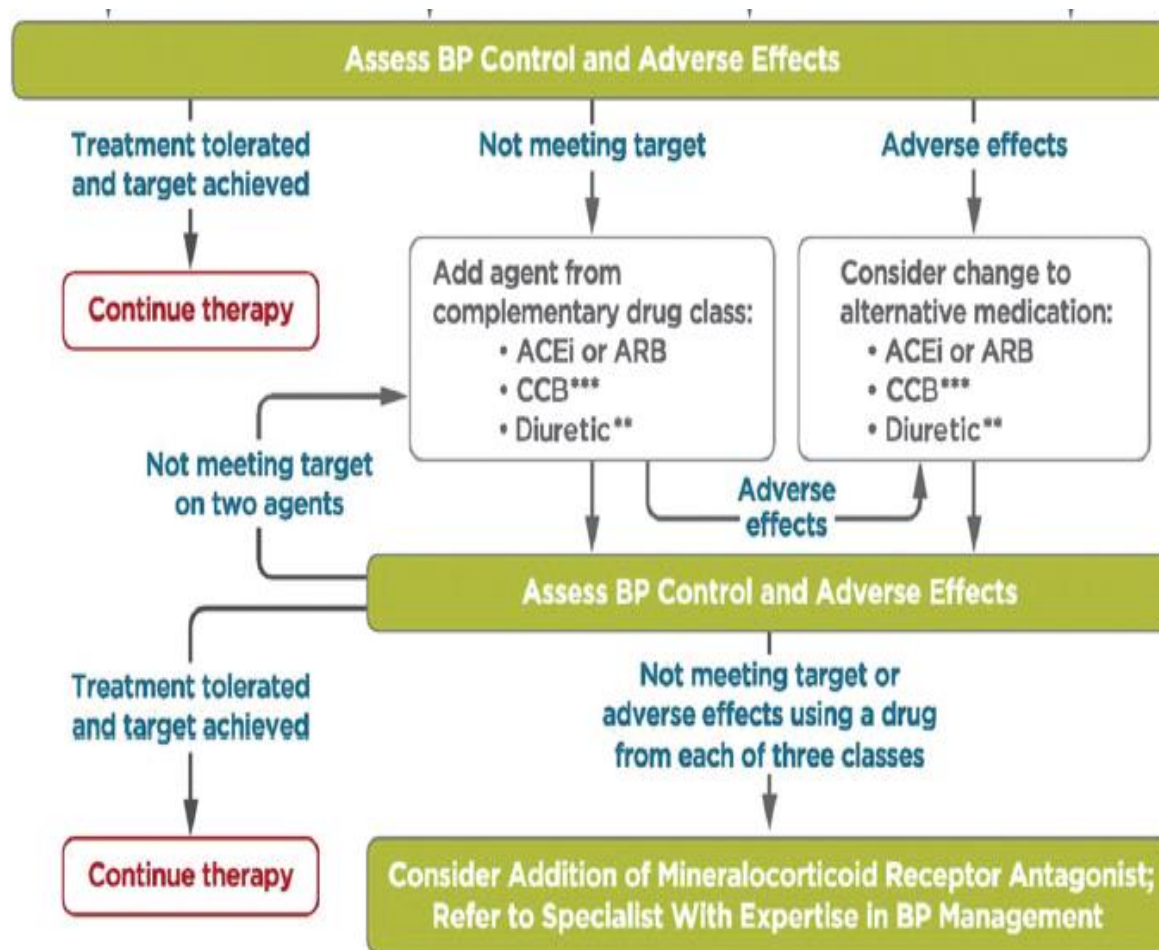 Assess BP Control and Adverse Effects
Treatment tolerated
and target achieved
Not meeting target
Adverse effects
Continue therapy
Add agent from
complementary drug class:
• ACEi or ARB
• CCB***
• Diuretic**
Consider change to
alternative medication:
• ACEi or ARB
• CCB***
• Diuretic**
Not meeting target
on two agents
Adverse
effects
Assess BP Control and Adverse Effects
Treatment tolerated
and target achieved
Not meeting target or
adverse effects using a drug
from each of three classes
Continue therapy
Consider Addition of Mineralocorticoid Receptor Antagonist;
Refer to Specialist With Expertise in BP Management